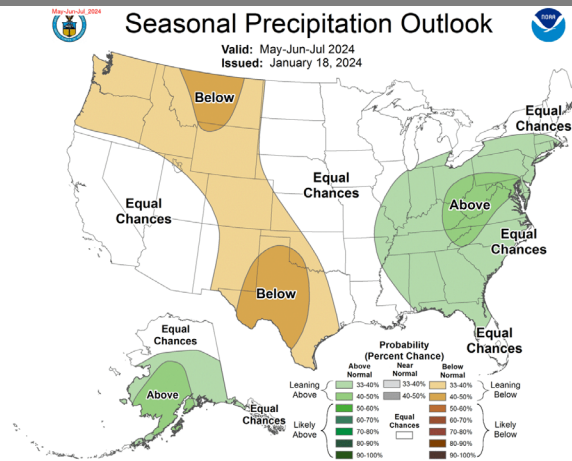 May-Jun-Jul_2024
Seasonal Precipitation Outlook
NOAA
Valid: May-Jun-Jul 2024
Issued: January 18, 2024
Below
Equal
Chances
Equal
Chances
Equal
Chances
Above
Equal
Chances
Below
Equal
Chances
Equal
Chances
Above
Equal
Chances
Probability
(Percent Chance)
Above
Normal
Near
Normal
Below
Normal
Leaning
Above
33-40%
33-40%
33-40%
Leaning
Below
40-50%
40-50%
40-50%
Likely
Above
50-60%
60-70%
70-80%
80-90%
90-100%
Equal
Chances
50-60%
60-70%
70-80%
80-90%
90-100%
Likely
Below